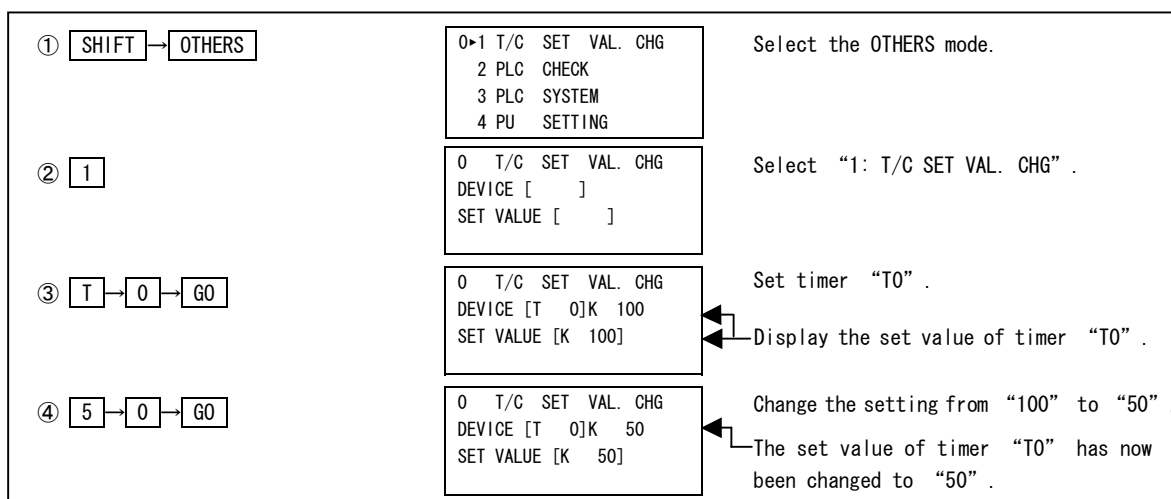 ① SHIFT → OTHERS
0▸1 T/C SET VAL. CHG
2 PLC CHECK
3 PLC SYSTEM
4 PU SETTING
Select the OTHERS mode.
② 1
0 T/C SET VAL. CHG
DEVICE [ ]
SET VALUE [ ]
Select “1: T/C SET VAL. CHG”.
③ T → 0 → GO
0 T/C SET VAL. CHG
DEVICE [T 0]K 100
SET VALUE [K 100]
Set timer “T0”.
Display the set value of timer “T0”.
④ 5 → 0 → GO
0 T/C SET VAL. CHG
DEVICE [T 0]K 50
SET VALUE [K 50]
Change the setting from “100” to “50”.
The set value of timer “T0” has now
been changed to “50”.